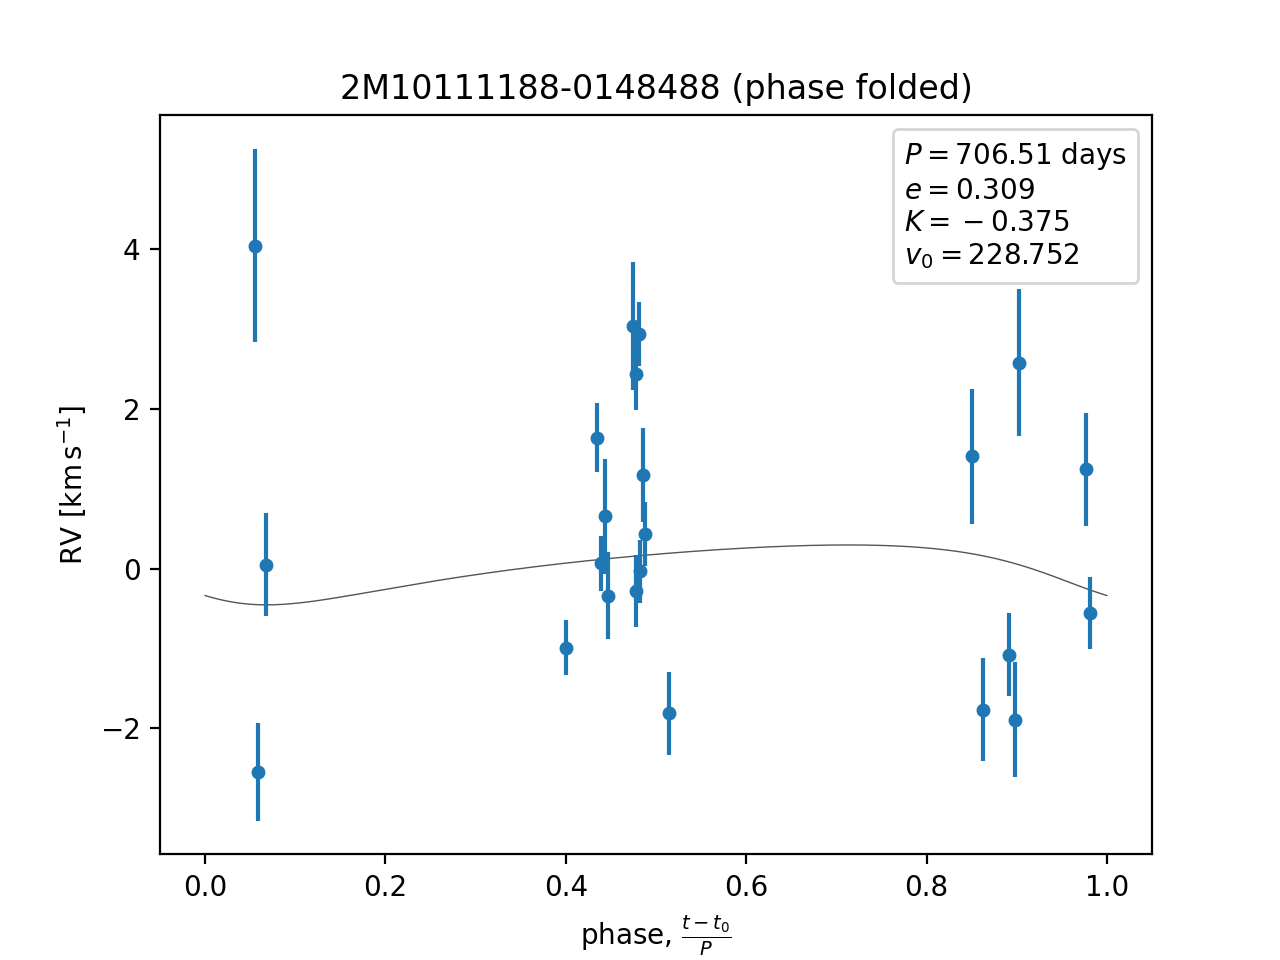 2M10111188-0148488 (phase folded)
P = 706.51 days
e = 0.309
K = −0.375
v₀ = 228.752
4
2
0
−2
RV [km s⁻¹]
0.0 0.2 0.4 0.6 0.8 1.0
phase, (t − t₀)/P